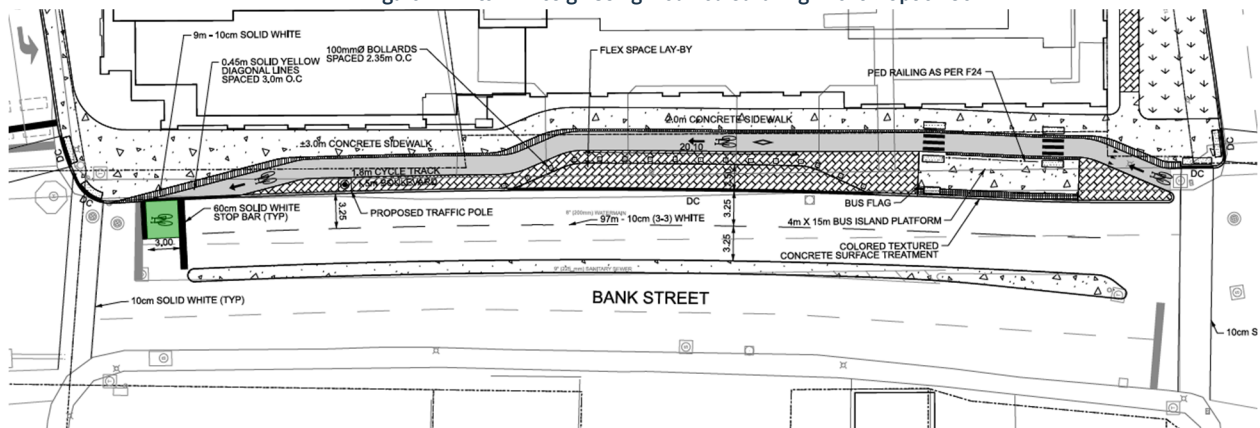 9m - 10cm SOLID WHITE
0.45m SOLID YELLOW
DIAGONAL LINES
SPACED 3.0m O.C
100mmØ BOLLARDS
SPACED 2.35m O.C
FLEX SPACE LAY-BY
PED RAILING AS PER F24
2.0m CONCRETE SIDEWALK
±3.0m CONCRETE SIDEWALK
20.10
1.8m CYCLE TRACK
DC
DC
DC
BUS FLAG
60cm SOLID WHITE
STOP BAR (TYP)
PROPOSED TRAFFIC POLE
3.25
3.25
3.25
97m - 10cm (3-3) WHITE
4m X 15m BUS ISLAND PLATFORM
COLORED TEXTURED
CONCRETE SURFACE TREATMENT
3.00
10cm SOLID WHITE (TYP)
BANK STREET
10cm S